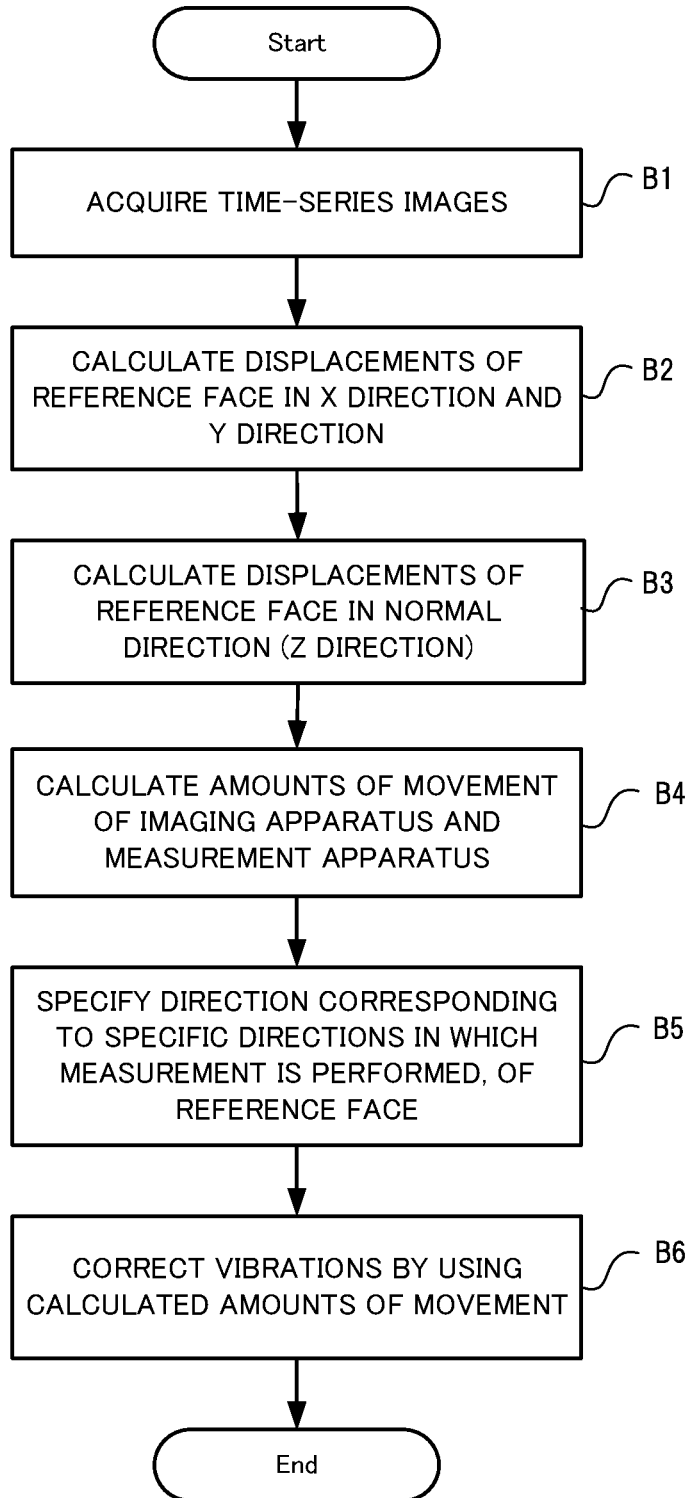 Start
ACQUIRE TIME-SERIES IMAGES
B1
CALCULATE DISPLACEMENTS OF
REFERENCE FACE IN X DIRECTION AND
Y DIRECTION
B2
CALCULATE DISPLACEMENTS OF
REFERENCE FACE IN NORMAL
DIRECTION (Z DIRECTION)
B3
CALCULATE AMOUNTS OF MOVEMENT
OF IMAGING APPARATUS AND
MEASUREMENT APPARATUS
B4
SPECIFY DIRECTION CORRESPONDING
TO SPECIFIC DIRECTIONS IN WHICH
MEASUREMENT IS PERFORMED, OF
REFERENCE FACE
B5
CORRECT VIBRATIONS BY USING
CALCULATED AMOUNTS OF MOVEMENT
B6
End